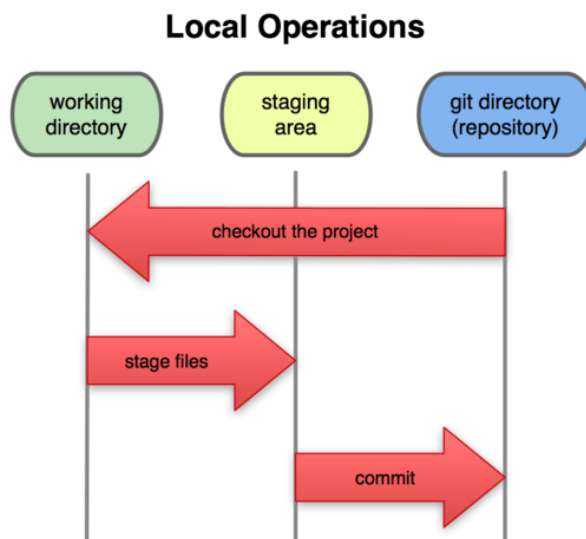 Local Operations
working
directory
staging
area
git directory
(repository)
checkout the project
stage files
commit